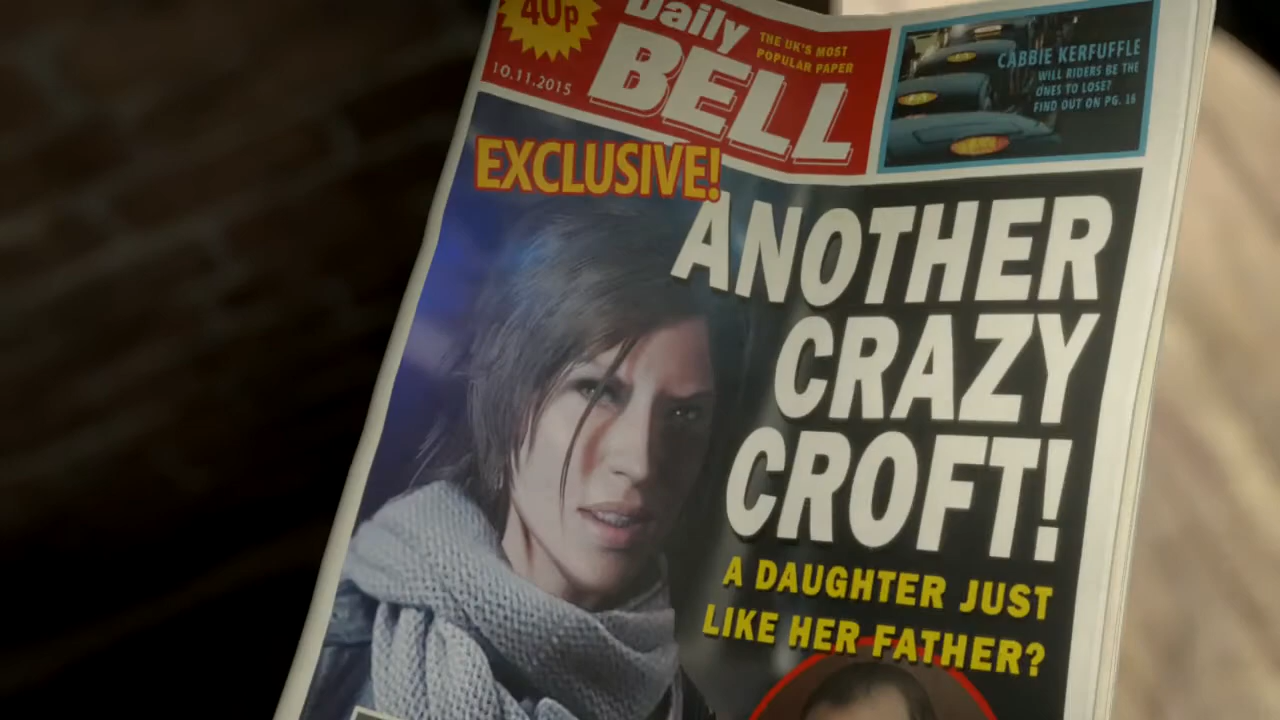 40p
10.11.2015
Daily
BELL
THE UK'S MOST
POPULAR PAPER
CABBIE KERFUFFLE
WILL RIDERS BE THE
ONES TO LOSE?
FIND OUT ON PG. 16
EXCLUSIVE!
ANOTHER
CRAZY
CROFT!
A DAUGHTER JUST
LIKE HER FATHER?